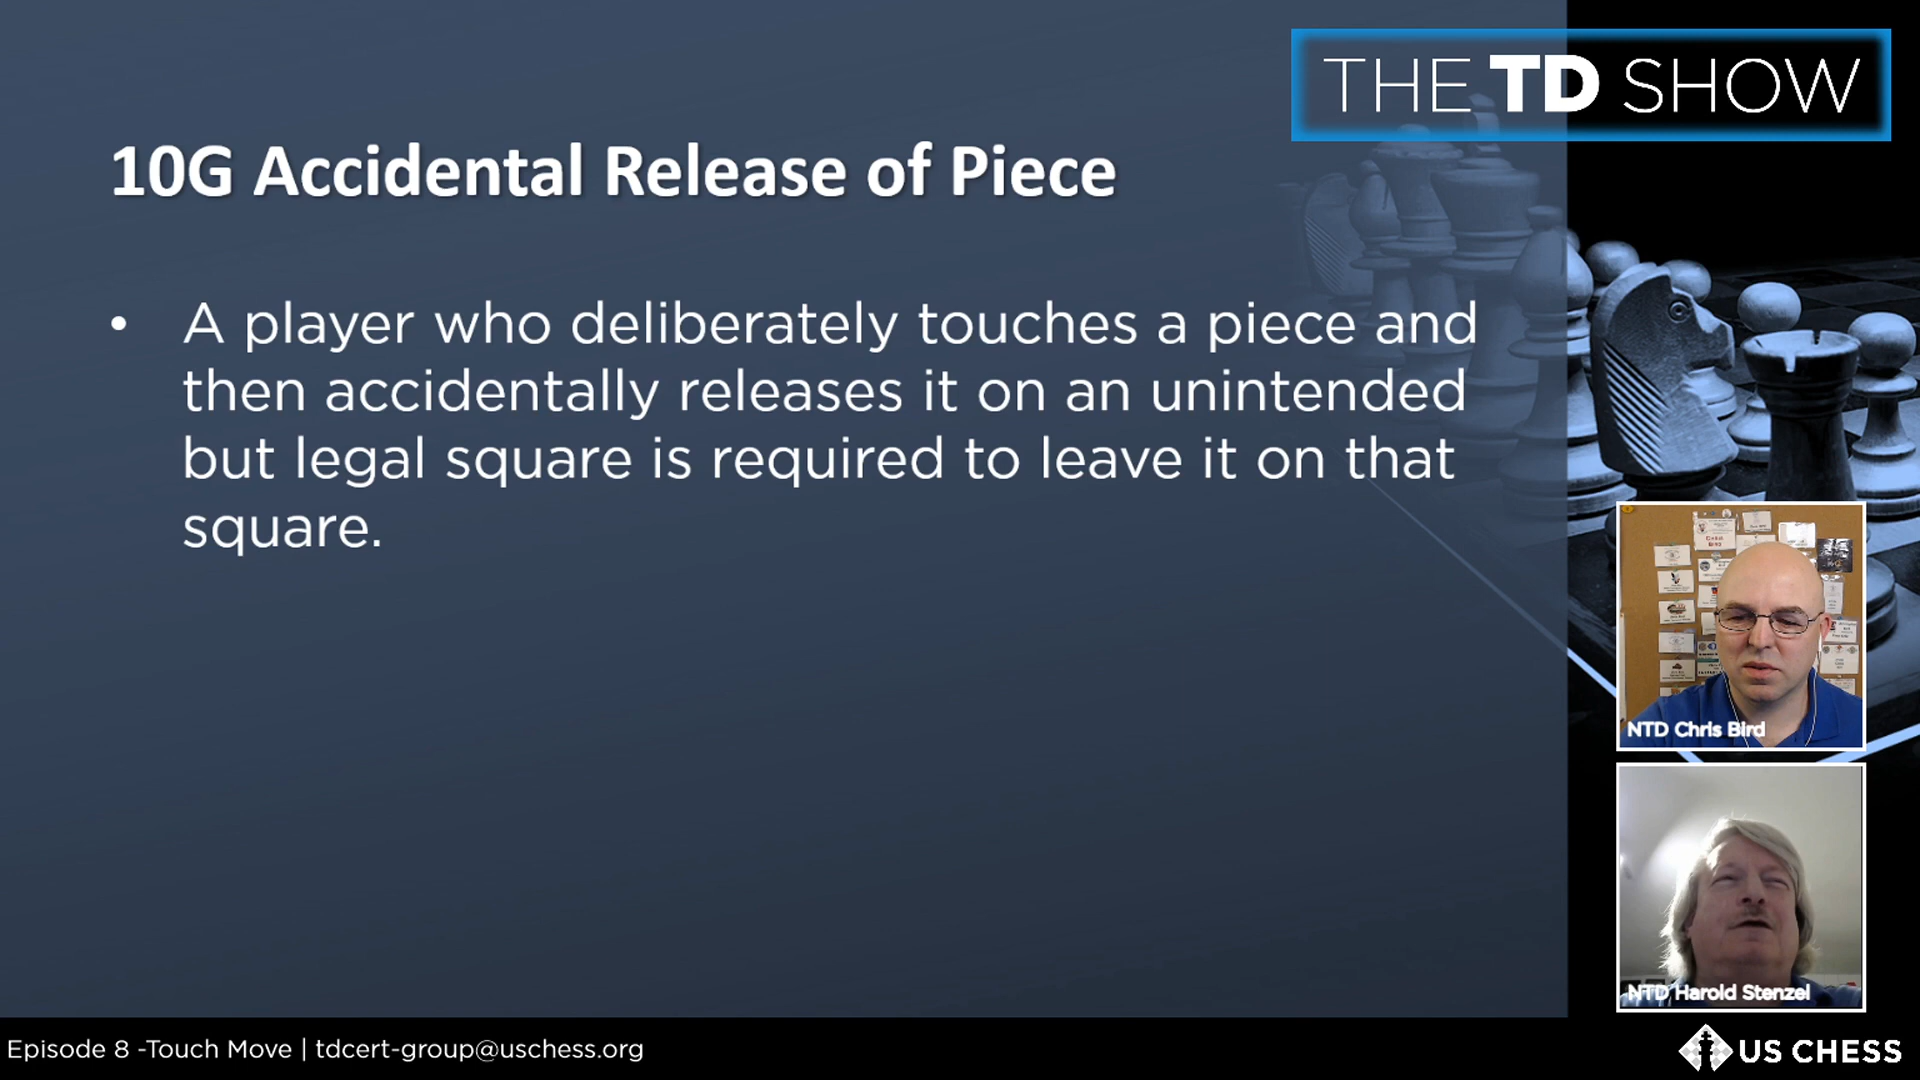 THE TD SHOW
10G Accidental Release of Piece
• A player who deliberately touches a piece and
then accidentally releases it on an unintended
but legal square is required to leave it on that
square.
NTD Chris Bird
NTD Harold Stenzel
Episode 8 -Touch Move | tdcert-group@uschess.org
US CHESS